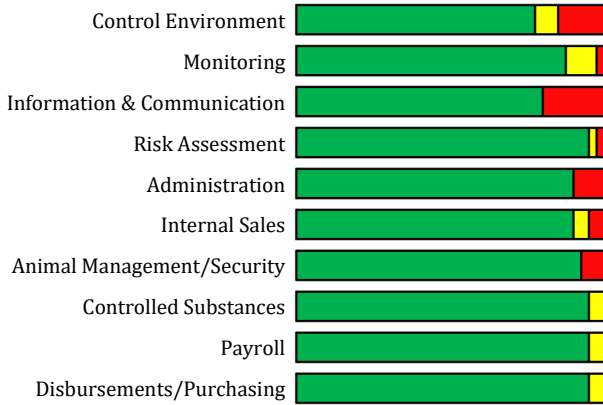 Control Environment
Monitoring
Information & Communication
Risk Assessment
Administration
Internal Sales
Animal Management/Security
Controlled Substances
Payroll
Disbursements/Purchasing